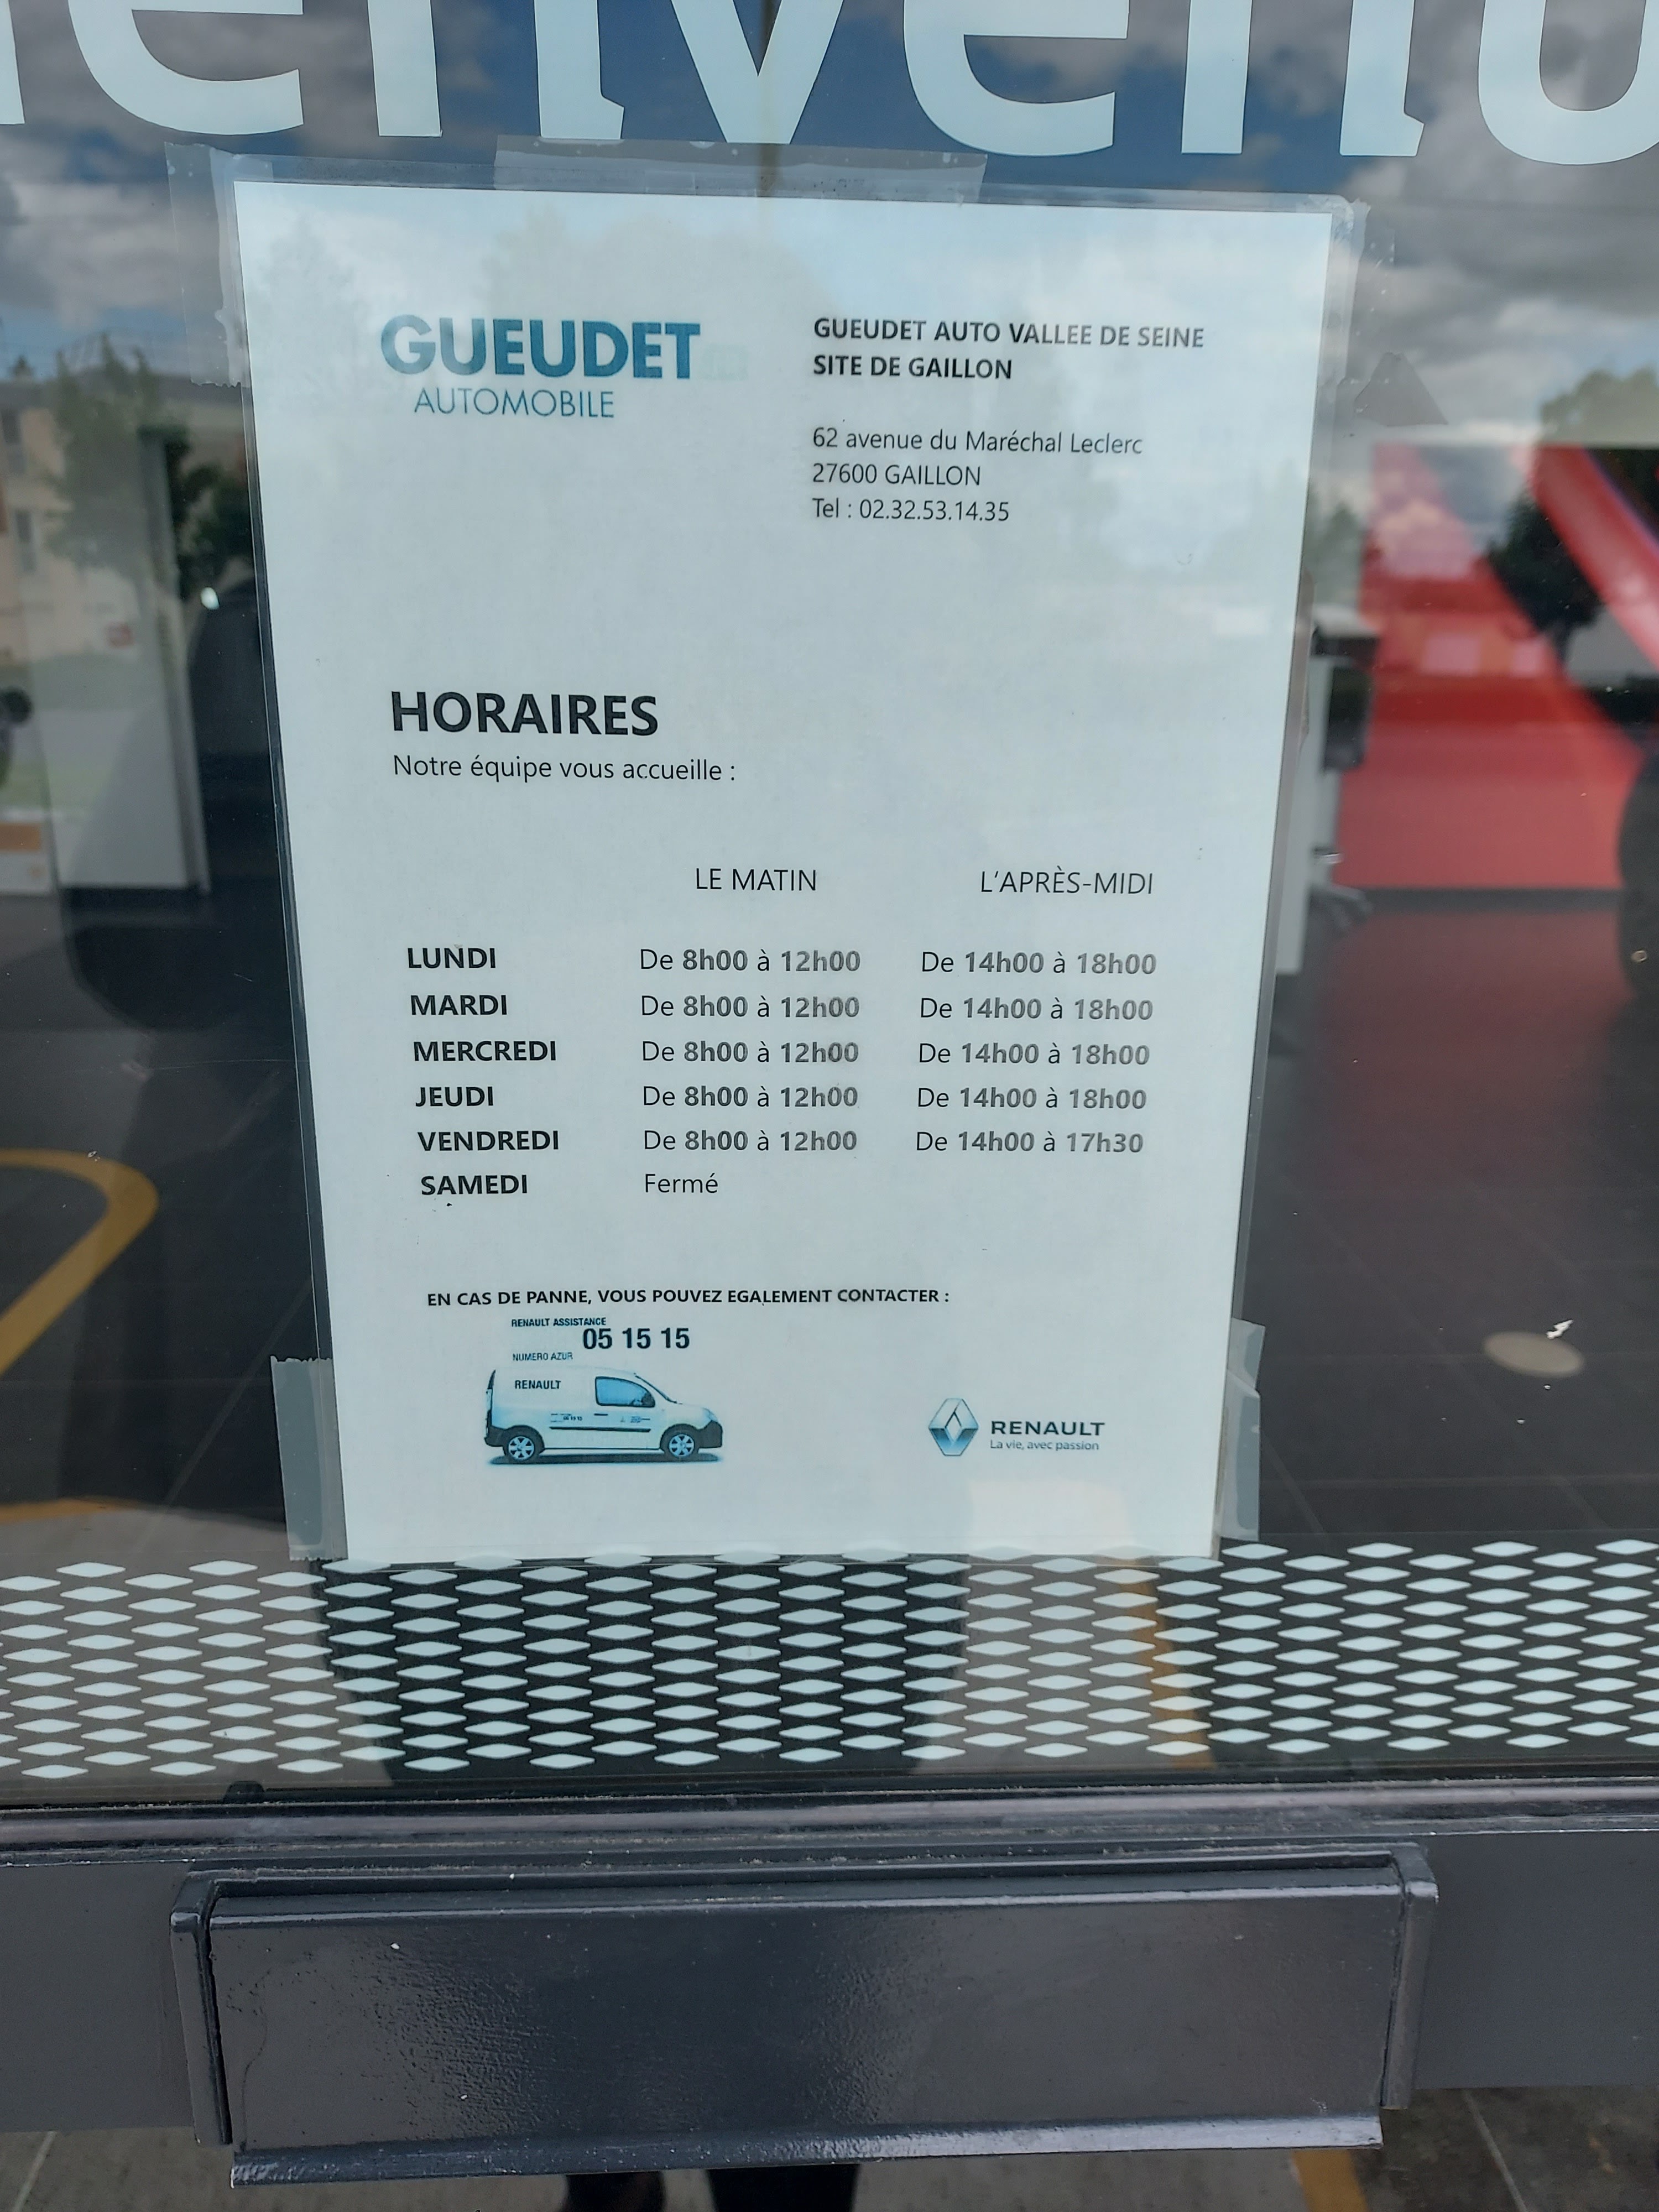 GUEUDET
AUTOMOBILE
GUEUDET AUTO VALLEE DE SEINE
SITE DE GAILLON
62 avenue du Maréchal Leclerc
27600 GAILLON
Tel : 02.32.53.14.35
HORAIRES
Notre équipe vous accueille :
LE MATIN L'APRÈS-MIDI
LUNDI De 8h00 à 12h00 De 14h00 à 18h00
MARDI De 8h00 à 12h00 De 14h00 à 18h00
MERCREDI De 8h00 à 12h00 De 14h00 à 18h00
JEUDI De 8h00 à 12h00 De 14h00 à 18h00
VENDREDI De 8h00 à 12h00 De 14h00 à 17h30
SAMEDI Fermé
EN CAS DE PANNE, VOUS POUVEZ EGALEMENT CONTACTER :
RENAULT ASSISTANCE
05 15 15
NUMERO AZUR
RENAULT
RENAULT
La vie, avec passion